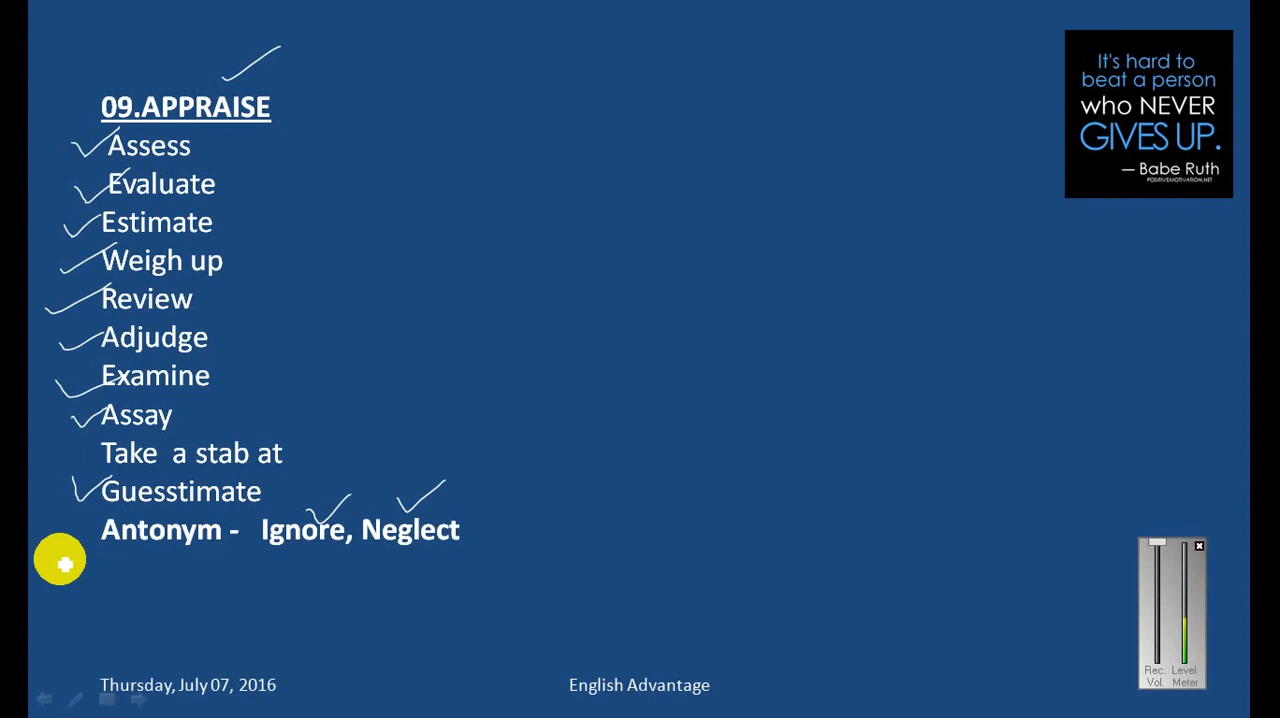 09.APPRAISE
Assess
Evaluate
Estimate
Weigh up
Review
Adjudge
Examine
Assay
Take a stab at
Guesstimate
Antonym - Ignore, Neglect
It's hard to
beat a person
who NEVER
GIVES UP.
— Babe Ruth
POSITIVEMOTIVATION.NET
Rec. Level
Vol. Meter
Thursday, July 07, 2016
English Advantage